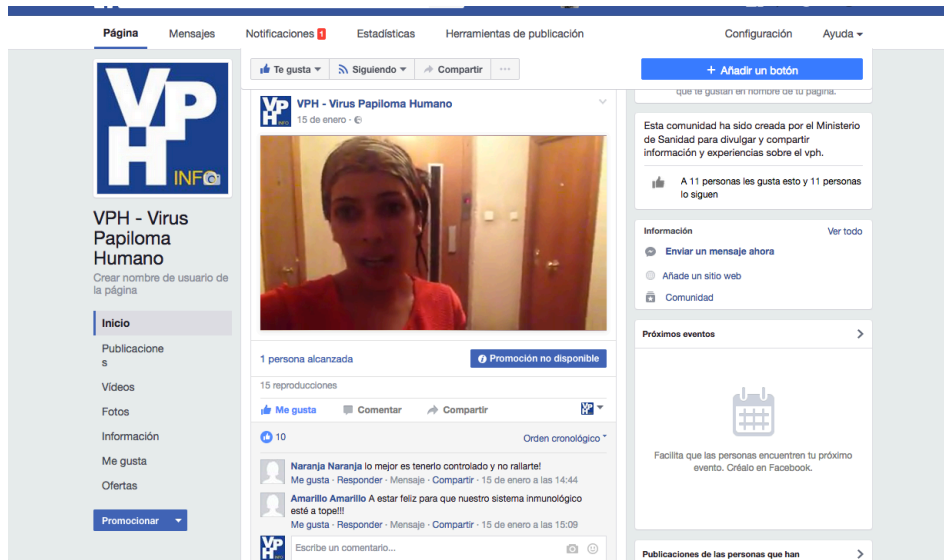 Página
Mensajes
Notificaciones 1
Estadísticas
Herramientas de publicación
Configuración
Ayuda
VPH INFO
VPH - Virus
Papiloma
Humano
Crear nombre de usuario de
la página
Inicio
Publicacione
s
Vídeos
Fotos
Información
Me gusta
Ofertas
Promocionar
Te gusta
Siguiendo
Compartir
...
+ Añadir un botón
VPH INFO
VPH - Virus Papiloma Humano
15 de enero ·
1 persona alcanzada
Promoción no disponible
15 reproducciones
Me gusta
Comentar
Compartir
VPH
10
Orden cronológico
Naranja Naranja lo mejor es tenerlo controlado y no rallarte!
Me gusta · Responder · Mensaje · Compartir · 15 de enero a las 14:44
Amarillo Amarillo A estar feliz para que nuestro sistema inmunológico
esté a tope!!!
Me gusta · Responder · Mensaje · Compartir · 15 de enero a las 15:09
VPH
Escribe un comentario...
que te gustan en nombre de tu página.
Esta comunidad ha sido creada por el Ministerio
de Sanidad para divulgar y compartir
información y experiencias sobre el vph.
A 11 personas les gusta esto y 11 personas
lo siguen
Información
Ver todo
Enviar un mensaje ahora
Añade un sitio web
Comunidad
Próximos eventos
Facilita que las personas encuentren tu próximo
evento. Créalo en Facebook.
Publicaciones de las personas que han